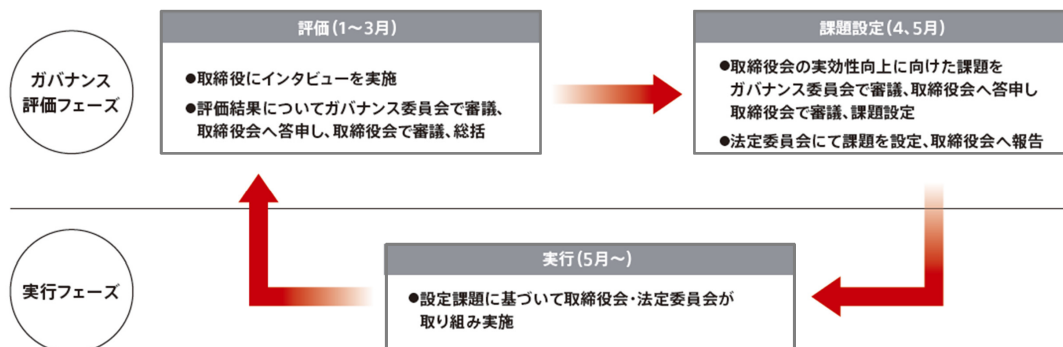 ガバナンス
評価フェーズ
評価(1～3月)
●取締役にインタビューを実施
●評価結果についてガバナンス委員会で審議、
取締役会へ答申し、取締役会で審議、総括
課題設定(4、5月)
●取締役会の実効性向上に向けた課題を
ガバナンス委員会で審議、取締役会へ答申し
取締役会で審議、課題設定
●法定委員会にて課題を設定、取締役会へ報告
実行フェーズ
実行(5月～)
●設定課題に基づいて取締役会・法定委員会が
取り組み実施